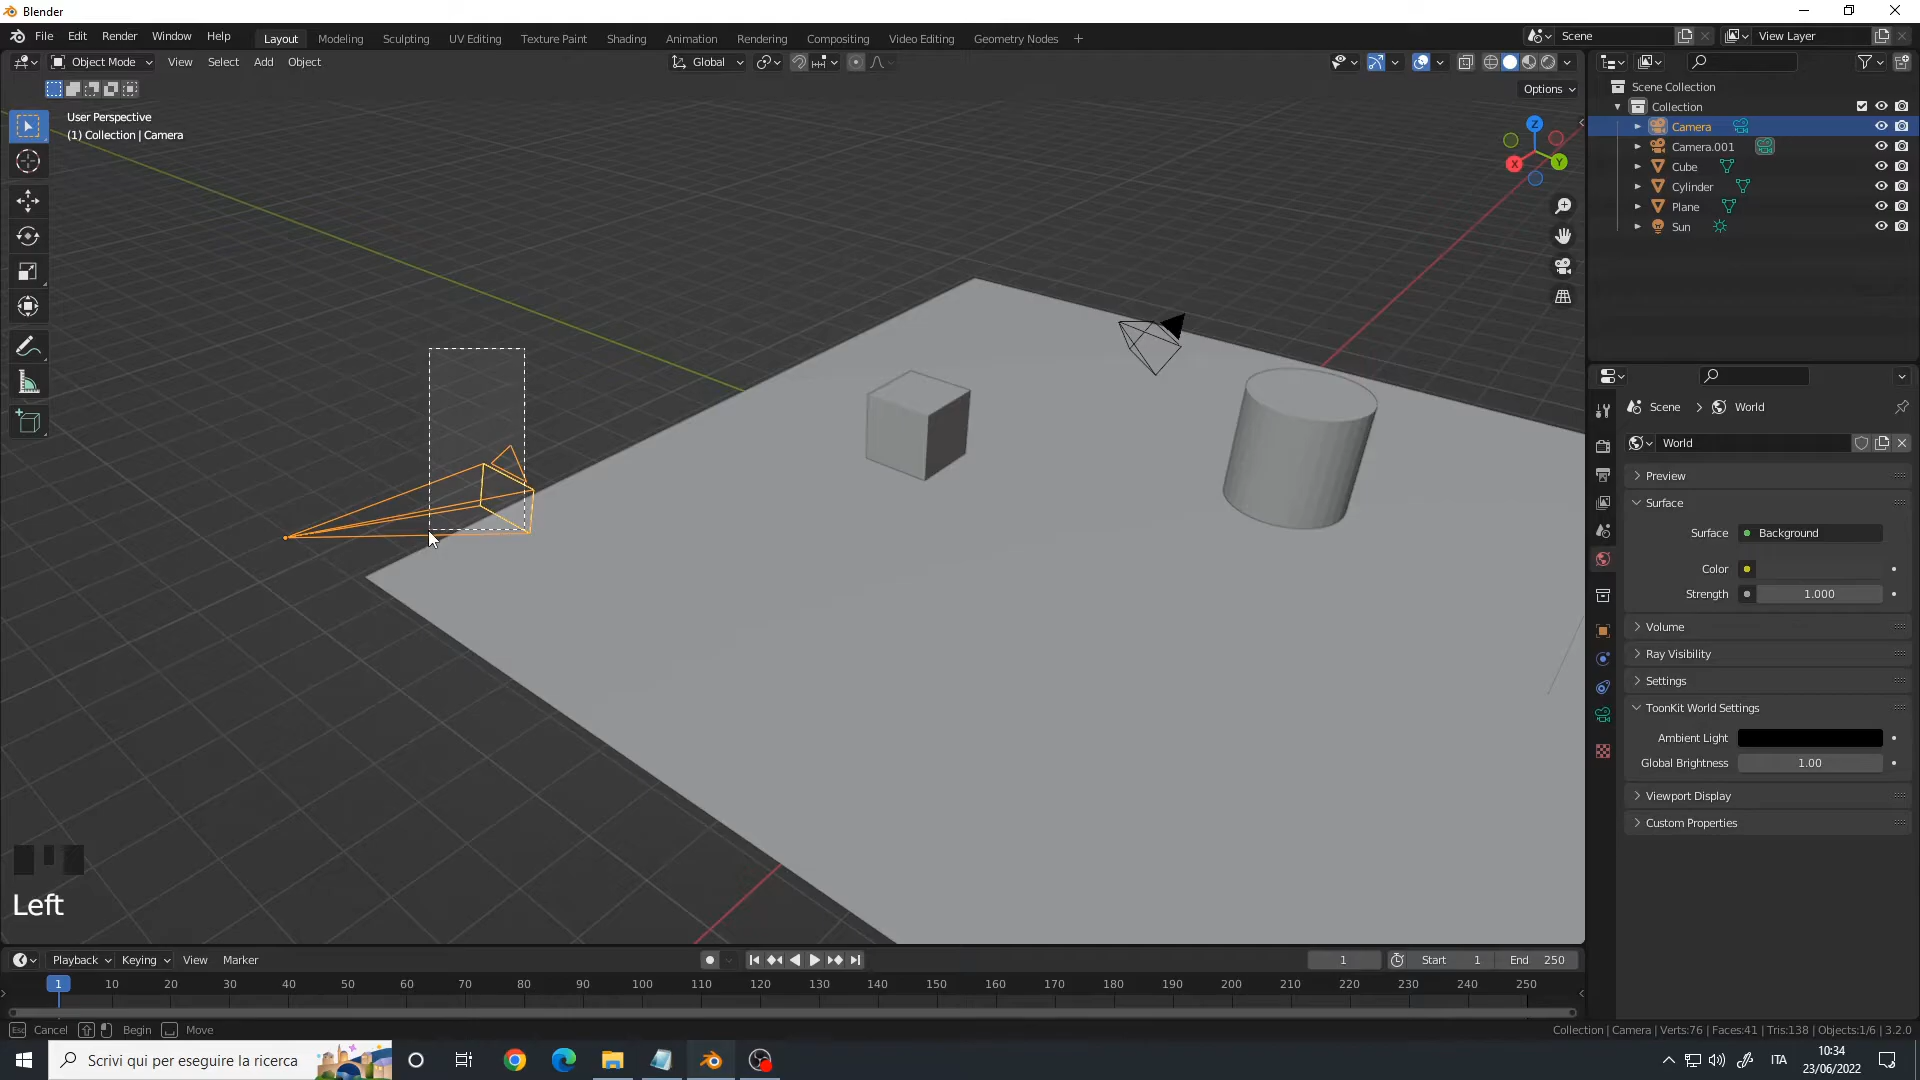 Blender
File Edit Render Window Help Layout Modeling Sculpting UV Editing Texture Paint Shading Animation Rendering Compositing Video Editing Geometry Nodes + Scene View Layer
Object Mode View Select Add Object Global
Options
User Perspective
(1) Collection | Camera
Z
X
Y
Scene Collection
Collection
Camera
Camera.001
Cube
Cylinder
Plane
Sun
Scene > World
World
Preview
Surface
Surface Background
Color
Strength 1.000
Volume
Ray Visibility
Settings
ToonKit World Settings
Ambient Light
Global Brightness 1.00
Viewport Display
Custom Properties
Left
Playback Keying View Marker 1 Start 1 End 250
1 10 20 30 40 50 60 70 80 90 100 110 120 130 140 150 160 170 180 190 200 210 220 230 240 250
Esc Cancel Begin Move Collection | Camera | Verts:76 | Faces:41 | Tris:138 | Objects:1/6 | 3.2.0
Scrivi qui per eseguire la ricerca ITA 10:34
23/06/2022